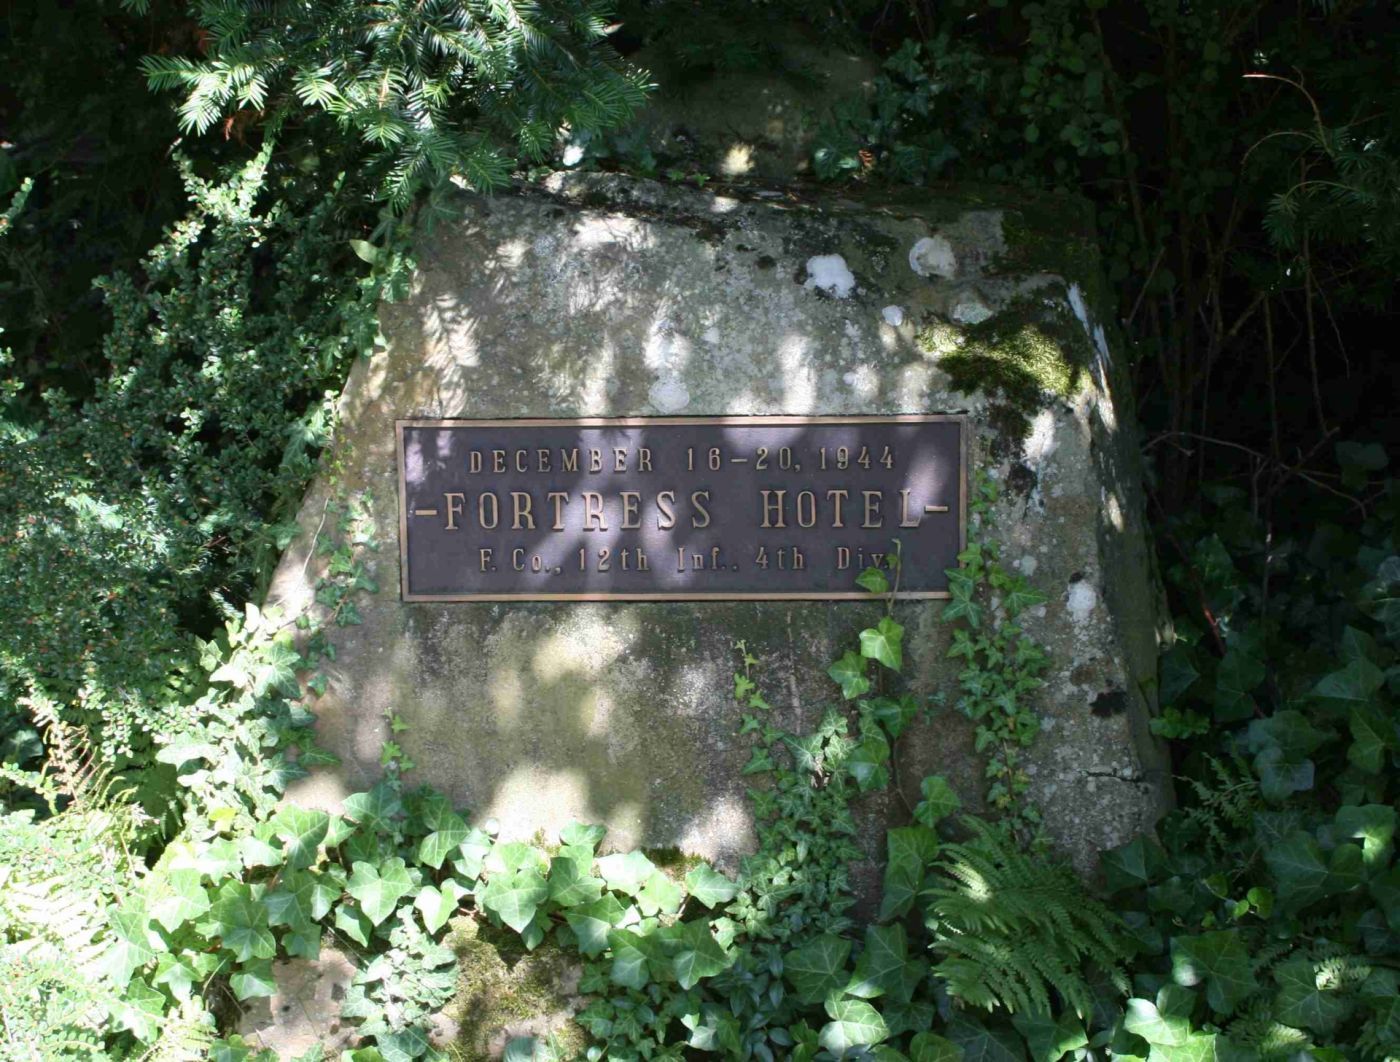 DECEMBER 16-20, 1944
-FORTRESS HOTEL-
F. Co., 12th Inf., 4th Div.